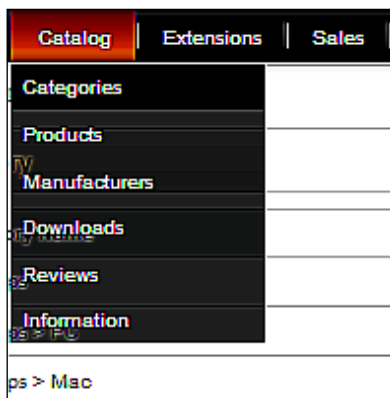 Catalog Extensions Sales
Categories
Products
Manufacturers
Downloads
Reviews
Information
ps > Mac